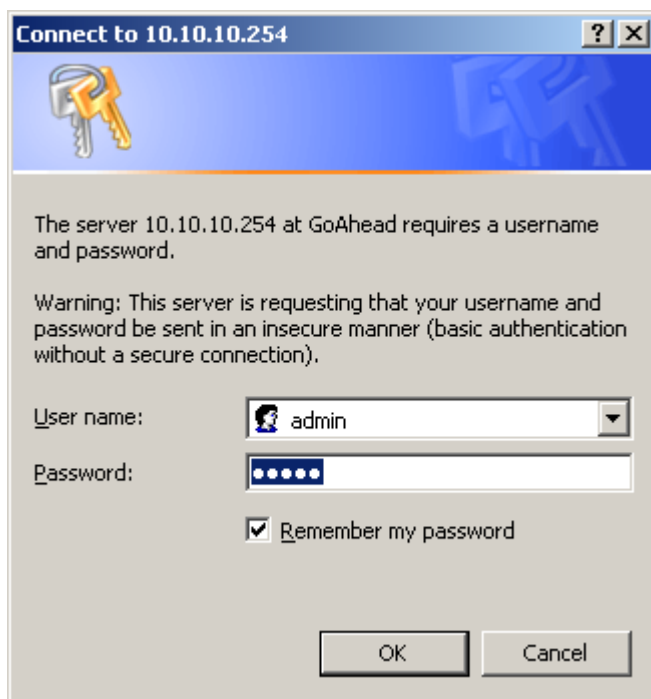 Connect to 10.10.10.254
The server 10.10.10.254 at GoAhead requires a username
and password.
Warning: This server is requesting that your username and
password be sent in an insecure manner (basic authentication
without a secure connection).
User name:
admin
Password:
●●●●●
Remember my password
OK
Cancel